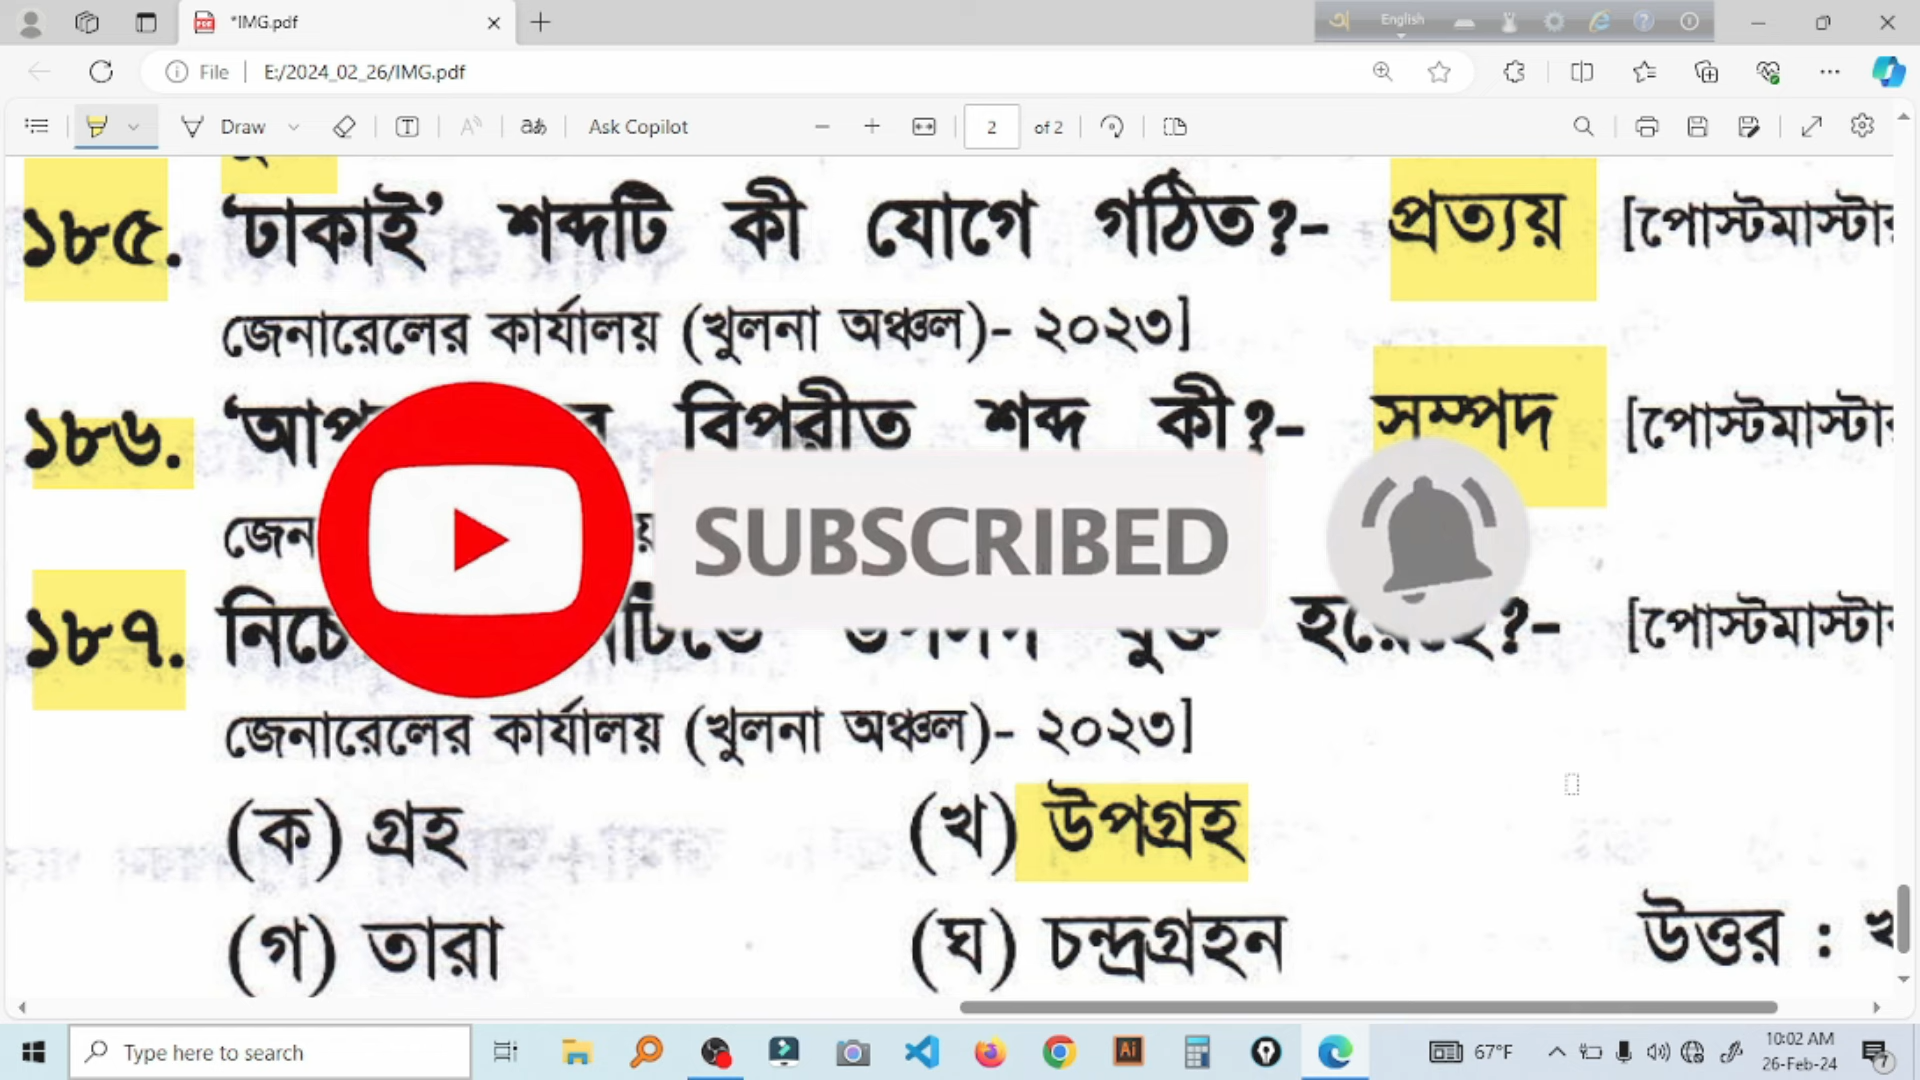 *IMG.pdf
English
File
E:/2024_02_26/IMG.pdf
Draw
Ask Copilot
2
of 2
১৮৫. ‘ঢাকাই’ শব্দটি কী যোগে গঠিত?- প্রত্যয় [পোস্টমাস্টার
জেনারেলের কার্যালয় (খুলনা অঞ্চল)- ২০২৩]
১৮৬. বিপরীত শব্দ কী?- সম্পদ [পোস্টমাস্টার
SUBSCRIBED
১৮৭. যুক্ত হয়েছে?- [পোস্টমাস্টার
জেনারেলের কার্যালয় (খুলনা অঞ্চল)- ২০২৩]
(ক) গ্রহ (খ) উপগ্রহ
(গ) তারা (ঘ) চন্দ্রগ্রহন উত্তর : খ
Type here to search
Ai
67°F
10:02 AM
26-Feb-24
7